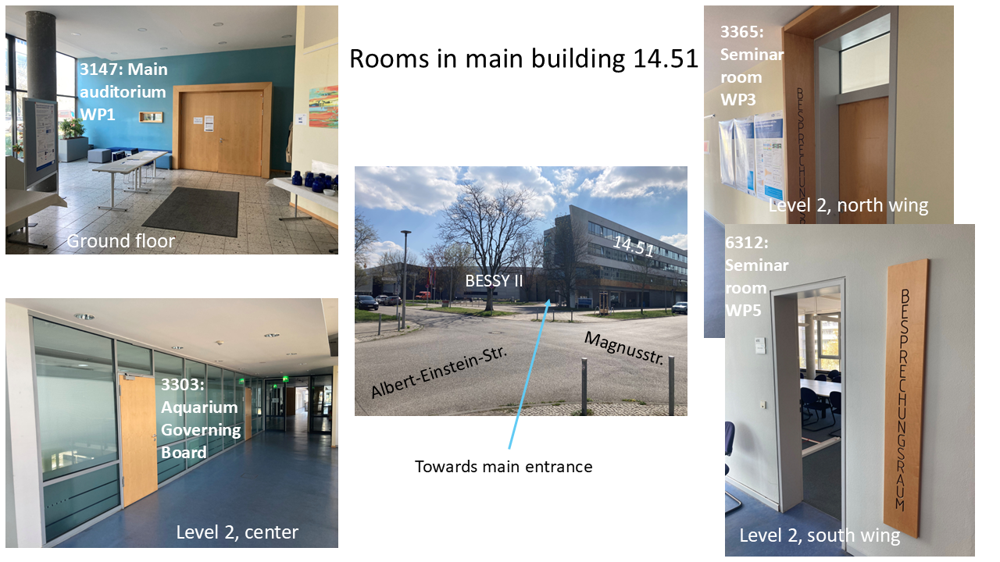 Rooms in main building 14.51
3147: Main
auditorium
WP1
Ground floor
3303:
Aquarium
Governing
Board
Level 2, center
BESSY II
14.51
Albert-Einstein-Str.
Magnusstr.
Towards main entrance
3365:
Seminar
room
WP3
Level 2, north wing
6312:
Seminar
room
WP5
BESPRECHUNGSRAUM
Level 2, south wing